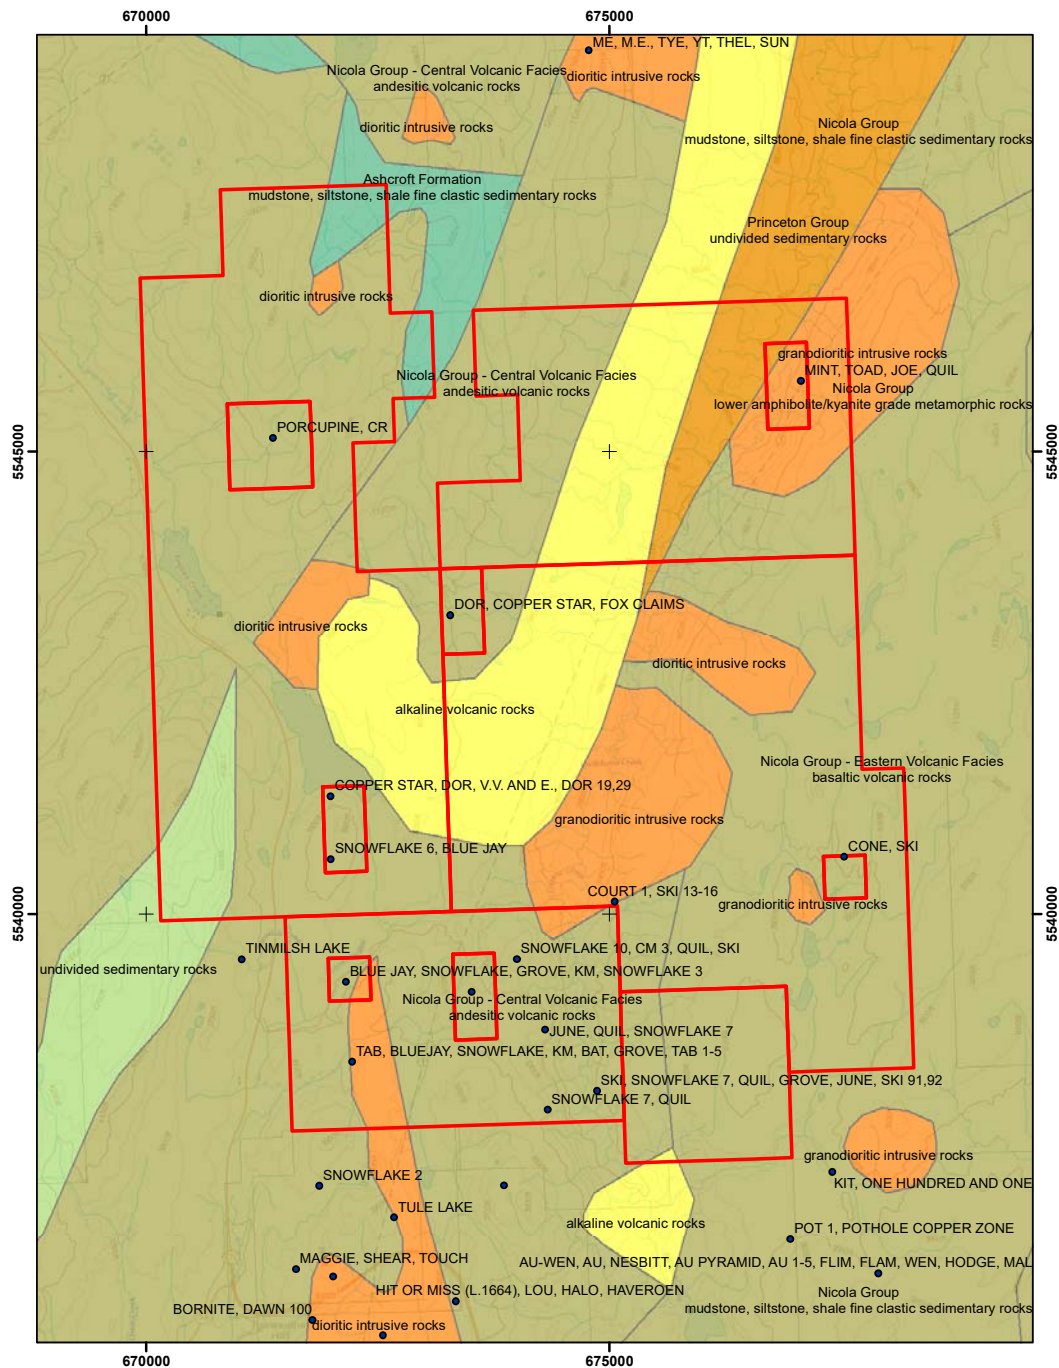 670000
675000
ME, M.E., TYE, YT, THEL, SUN
Nicola Group - Central Volcanic Facies
andesitic volcanic rocks
dioritic intrusive rocks
dioritic intrusive rocks
Nicola Group
mudstone, siltstone, shale fine clastic sedimentary rocks
Ashcroft Formation
mudstone, siltstone, shale fine clastic sedimentary rocks
Princeton Group
undivided sedimentary rocks
dioritic intrusive rocks
granodioritic intrusive rocks
MINT, TOAD, JOE, QUIL
Nicola Group - Central Volcanic Facies
andesitic volcanic rocks
Nicola Group
lower amphibolite/kyanite grade metamorphic rocks
PORCUPINE, CR
5545000
5545000
DOR, COPPER STAR, FOX CLAIMS
dioritic intrusive rocks
dioritic intrusive rocks
alkaline volcanic rocks
Nicola Group - Eastern Volcanic Facies
basaltic volcanic rocks
COPPER STAR, DOR, V.V. AND E., DOR 19,29
granodioritic intrusive rocks
SNOWFLAKE 6, BLUE JAY
CONE, SKI
COURT 1, SKI 13-16
granodioritic intrusive rocks
5540000
5540000
TINMILSH LAKE
SNOWFLAKE 10, CM 3, QUIL, SKI
undivided sedimentary rocks
BLUE JAY, SNOWFLAKE, GROVE, KM, SNOWFLAKE 3
Nicola Group - Central Volcanic Facies
andesitic volcanic rocks
JUNE, QUIL, SNOWFLAKE 7
TAB, BLUEJAY, SNOWFLAKE, KM, BAT, GROVE, TAB 1-5
SKI, SNOWFLAKE 7, QUIL, GROVE, JUNE, SKI 91,92
SNOWFLAKE 7, QUIL
granodioritic intrusive rocks
SNOWFLAKE 2
KIT, ONE HUNDRED AND ONE
TULE LAKE
alkaline volcanic rocks
POT 1, POTHOLE COPPER ZONE
MAGGIE, SHEAR, TOUCH
AU-WEN, AU, NESBITT, AU PYRAMID, AU 1-5, FLIM, FLAM, WEN, HODGE, MAL
HIT OR MISS (L.1664), LOU, HALO, HAVEROEN
Nicola Group
mudstone, siltstone, shale fine clastic sedimentary rocks
BORNITE, DAWN 100
dioritic intrusive rocks
670000
675000